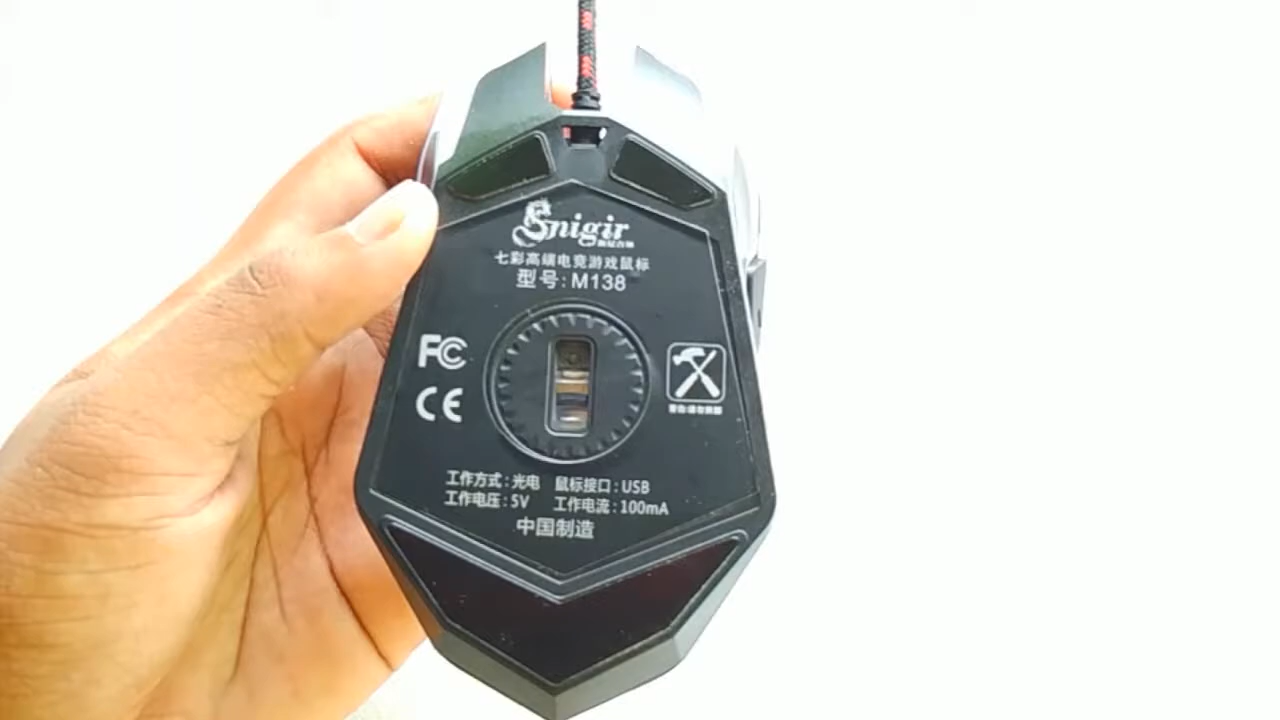 Snigir
七彩高端电竞游戏鼠标
型号: M138
FC
CE
工作方式: 光电 鼠标接口: USB
工作电压: 5V 工作电流: 100mA
中国制造